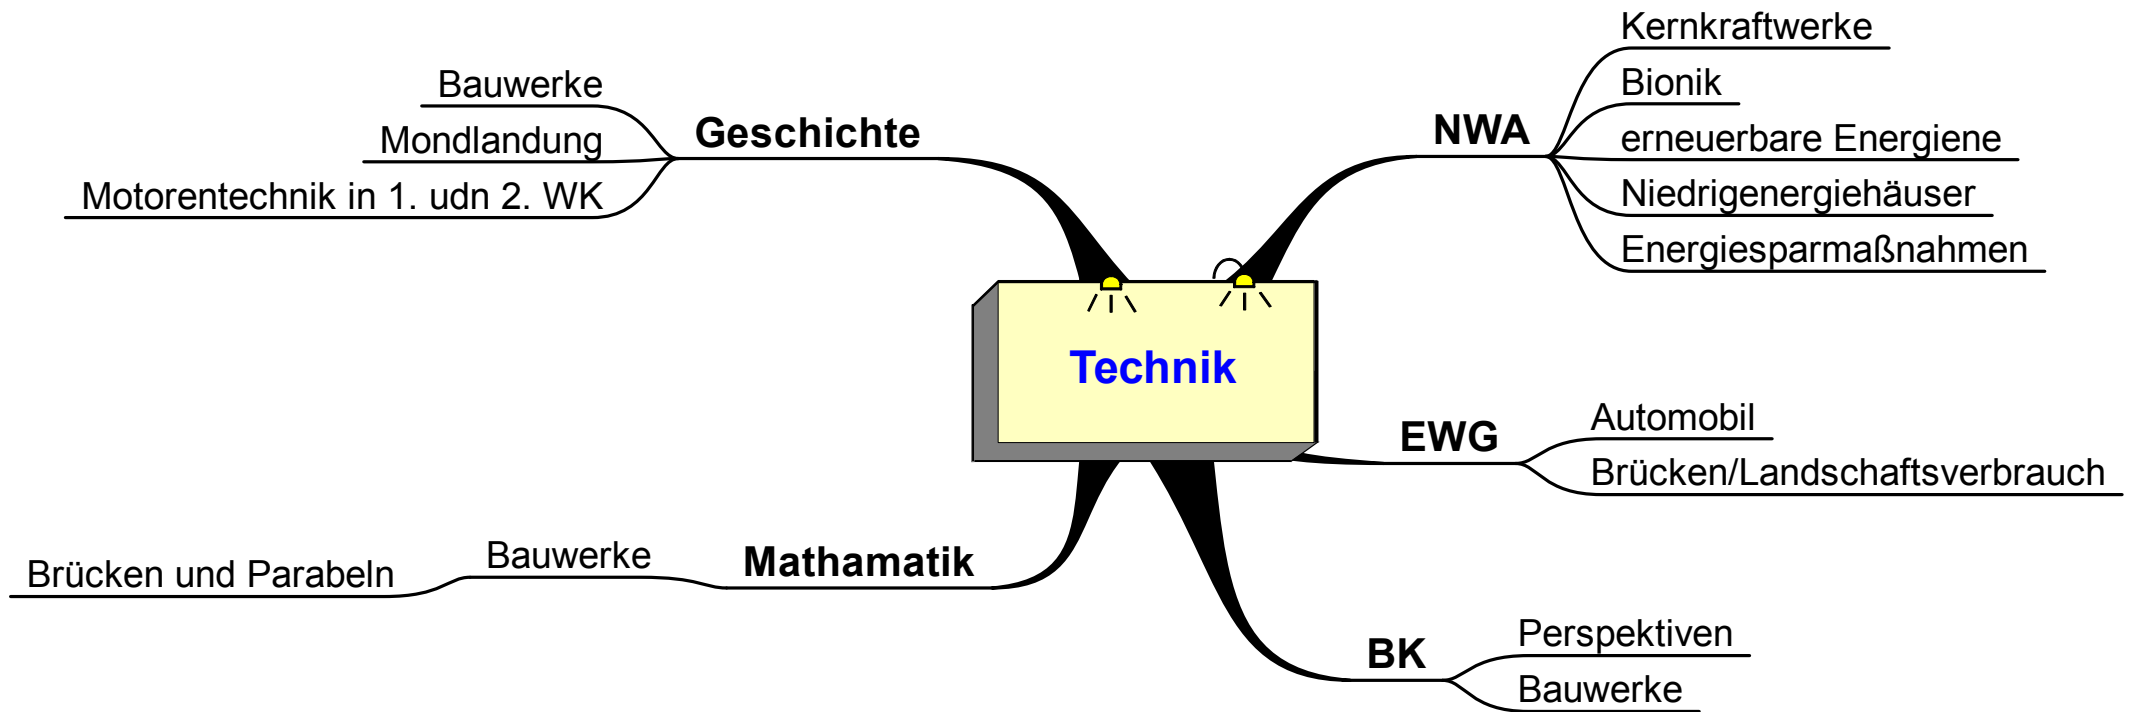 Technik
Geschichte
Bauwerke
Mondlandung
Motorentechnik in 1. udn 2. WK
NWA
Kernkraftwerke
Bionik
erneuerbare Energiene
Niedrigenergiehäuser
Energiesparmaßnahmen
EWG
Automobil
Brücken/Landschaftsverbrauch
Mathamatik
Bauwerke
Brücken und Parabeln
BK
Perspektiven
Bauwerke